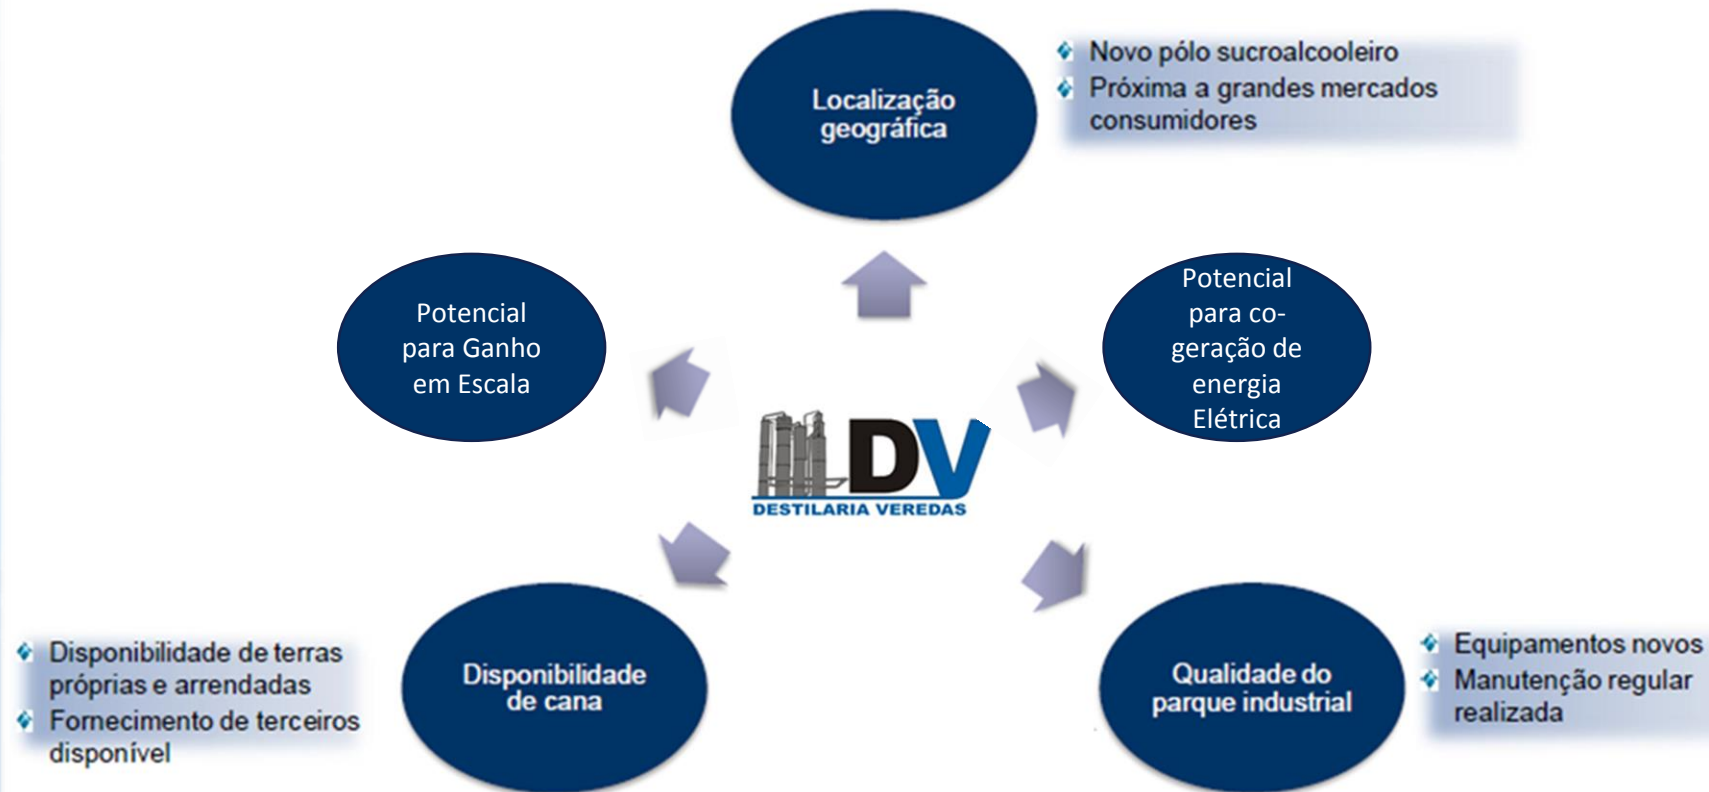 Localização
geográfica
Novo pólo sucroalcooleiro
Próxima a grandes mercados
consumidores
Potencial
para Ganho
em Escala
Potencial
para co-
geração de
energia
Elétrica
DV
DESTILARIA VEREDAS
Disponibilidade de terras
próprias e arrendadas
Fornecimento de terceiros
disponível
Disponibilidade
de cana
Qualidade do
parque industrial
Equipamentos novos
Manutenção regular
realizada